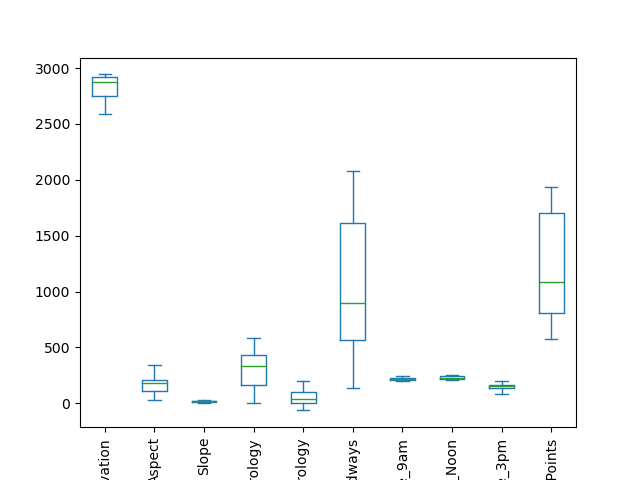 3000
2500
2000
1500
1000
500
0
vation
Aspect
Slope
rology
rology
dways
_9am
_Noon
_3pm
Points